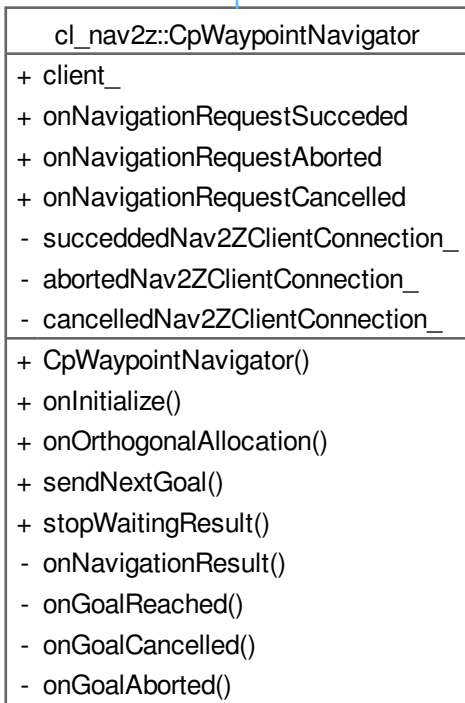 cl_nav2z::CpWaypointNavigator
+ client_
+ onNavigationRequestSucceded
+ onNavigationRequestAborted
+ onNavigationRequestCancelled
- succeddedNav2ZClientConnection_
- abortedNav2ZClientConnection_
- cancelledNav2ZClientConnection_
+ CpWaypointNavigator()
+ onInitialize()
+ onOrthogonalAllocation()
+ sendNextGoal()
+ stopWaitingResult()
- onNavigationResult()
- onGoalReached()
- onGoalCancelled()
- onGoalAborted()